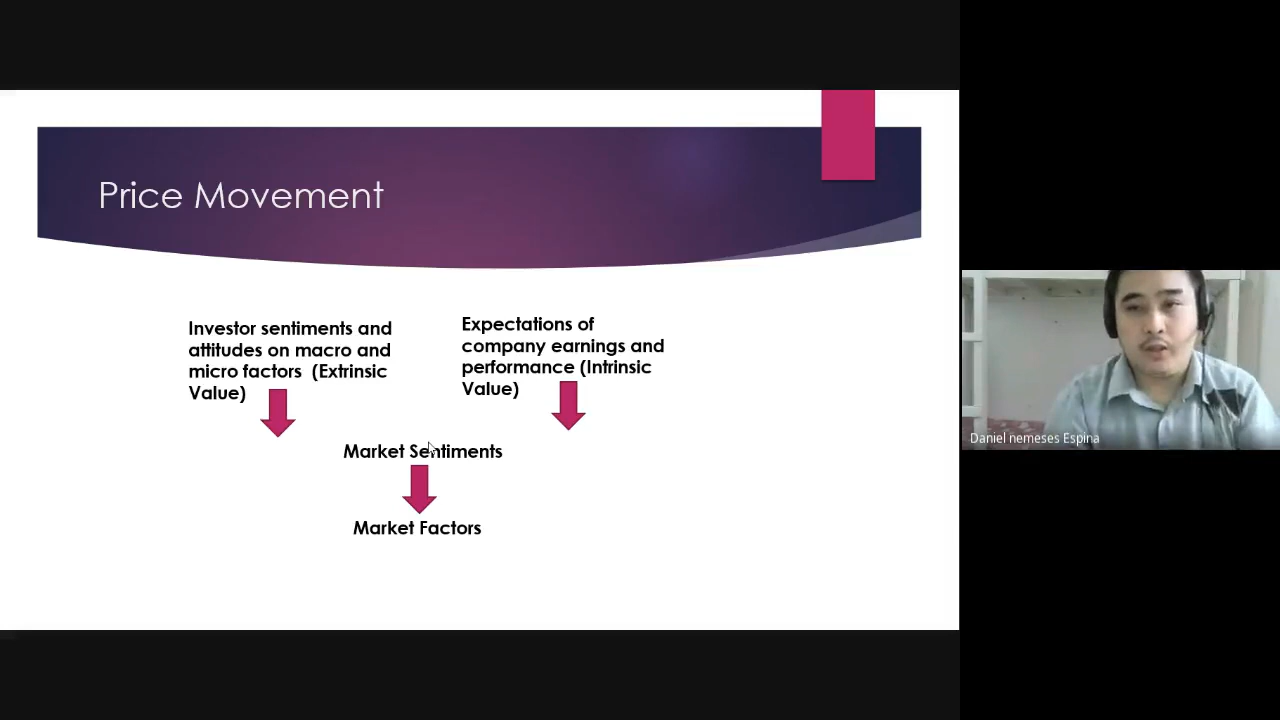 Price Movement
Investor sentiments and
attitudes on macro and
micro factors (Extrinsic
Value)
Expectations of
company earnings and
performance (Intrinsic
Value)
Market Sentiments
Market Factors
Daniel nemeses Espina